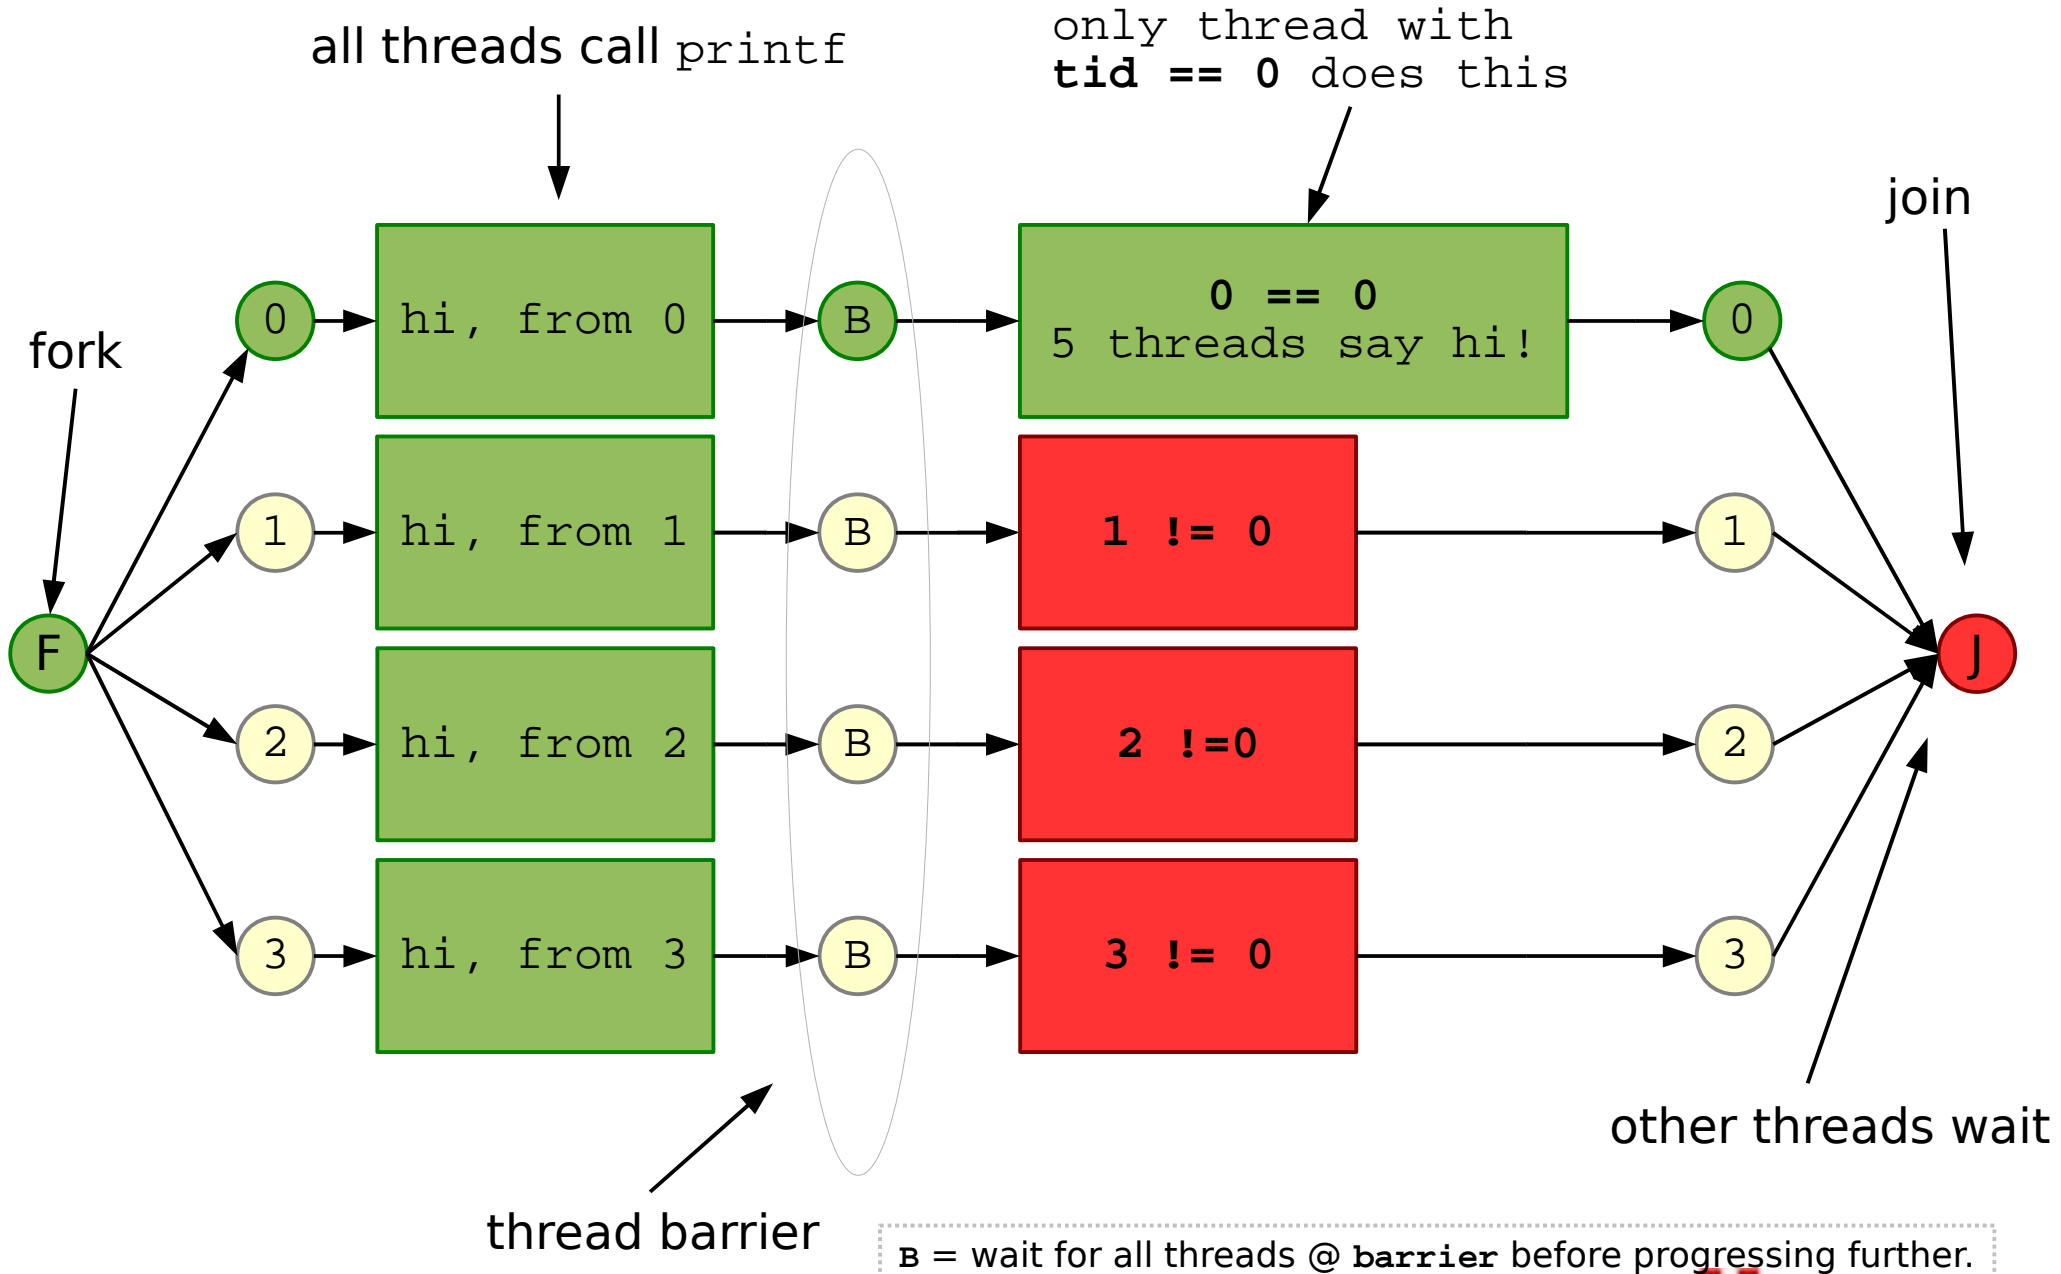 all threads call printf
only thread with
tid == 0 does this
join
fork
0
hi, from 0
B
0 == 0
5 threads say hi!
0
1
hi, from 1
B
1 != 0
1
F
J
2
hi, from 2
B
2 !=0
2
3
hi, from 3
B
3 != 0
3
other threads wait
thread barrier
B = wait for all threads @ barrier before progressing further.